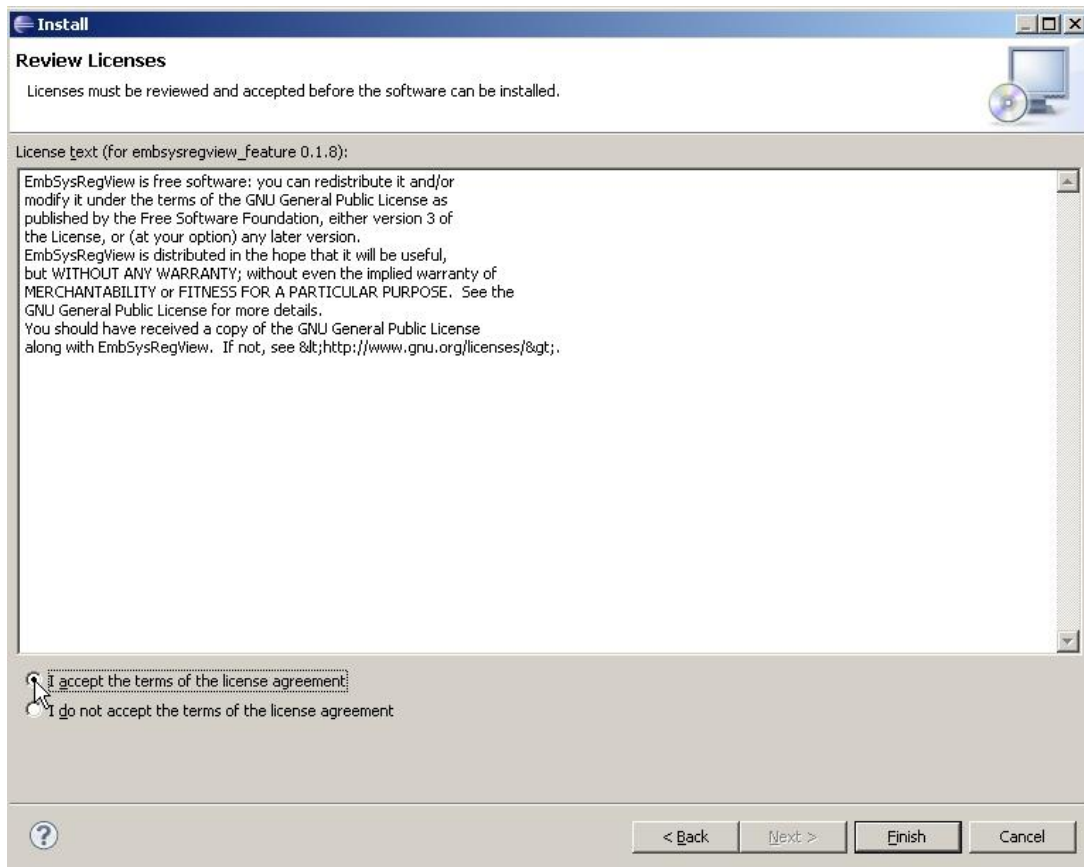 Install
Review Licenses
Licenses must be reviewed and accepted before the software can be installed.
License text (for embsysregview_feature 0.1.8):
EmbSysRegView is free software: you can redistribute it and/or
modify it under the terms of the GNU General Public License as
published by the Free Software Foundation, either version 3 of
the License, or (at your option) any later version.
EmbSysRegView is distributed in the hope that it will be useful,
but WITHOUT ANY WARRANTY; without even the implied warranty of
MERCHANTABILITY or FITNESS FOR A PARTICULAR PURPOSE.  See the
GNU General Public License for more details.
You should have received a copy of the GNU General Public License
along with EmbSysRegView.  If not, see &lt;http://www.gnu.org/licenses/&gt;.
I accept the terms of the license agreement
I do not accept the terms of the license agreement
?
< Back
Next >
Finish
Cancel